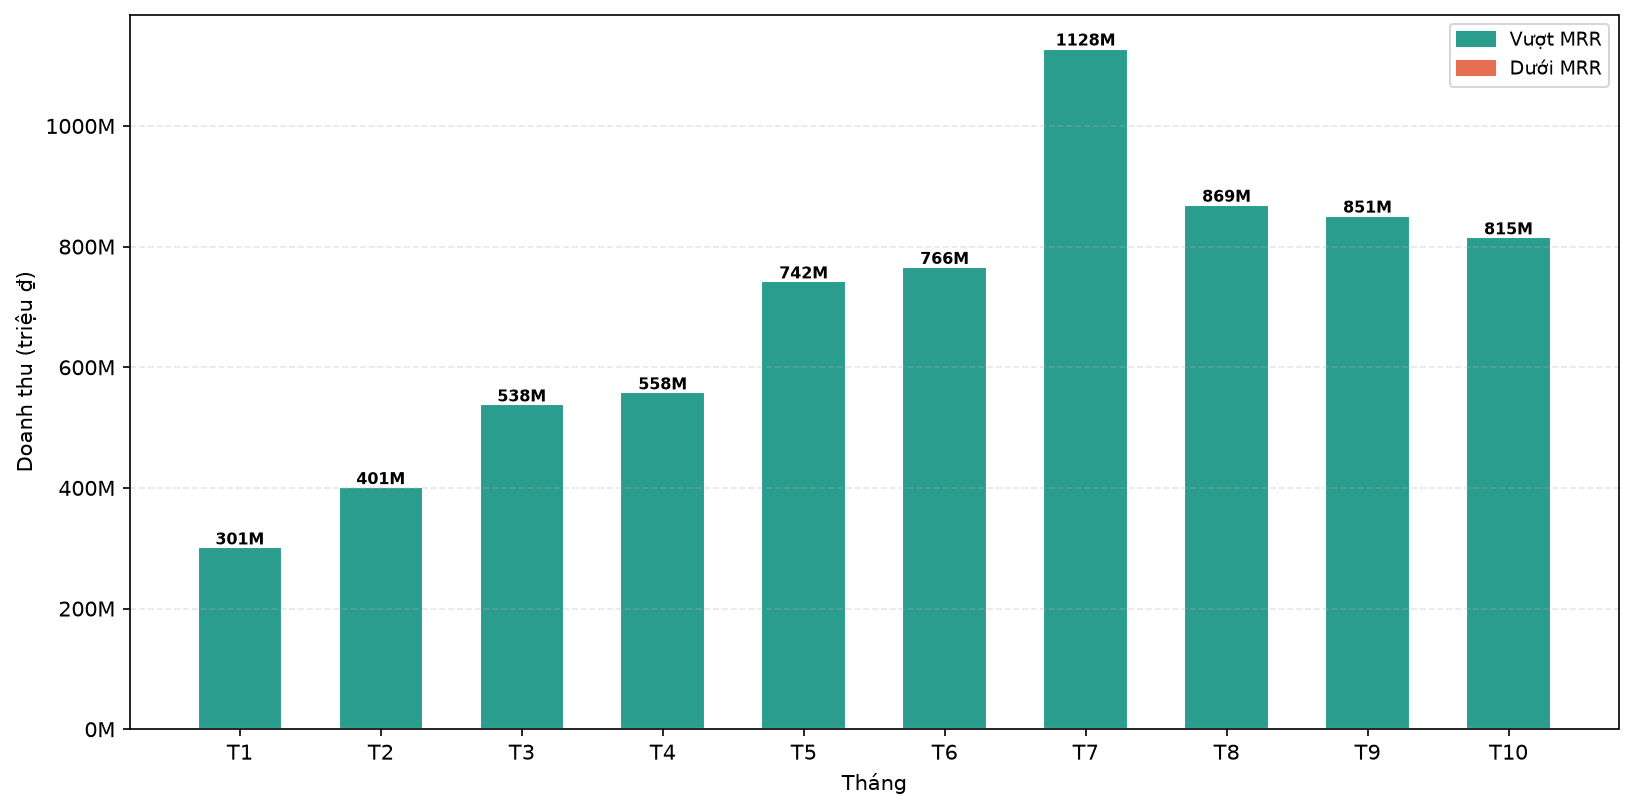 Vượt MRR
Dưới MRR
1128M
869M
851M
815M
766M
742M
558M
538M
401M
301M
1000M
800M
600M
400M
200M
0M
Doanh thu (triệu ₫)
T1 T2 T3 T4 T5 T6 T7 T8 T9 T10
Tháng